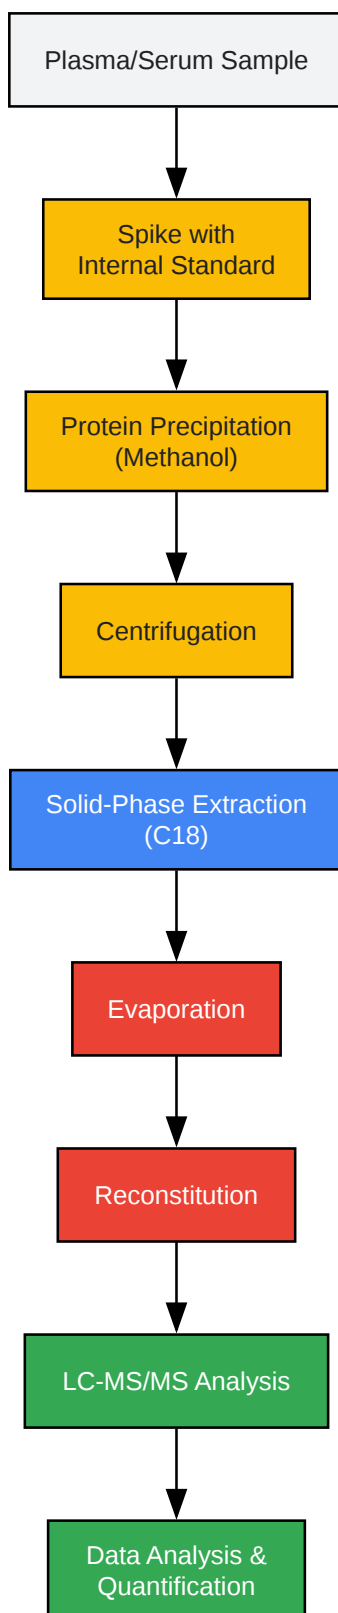 Plasma/Serum Sample
Spike with
Internal Standard
Protein Precipitation
(Methanol)
Centrifugation
Solid-Phase Extraction
(C18)
Evaporation
Reconstitution
LC-MS/MS Analysis
Data Analysis &
Quantification